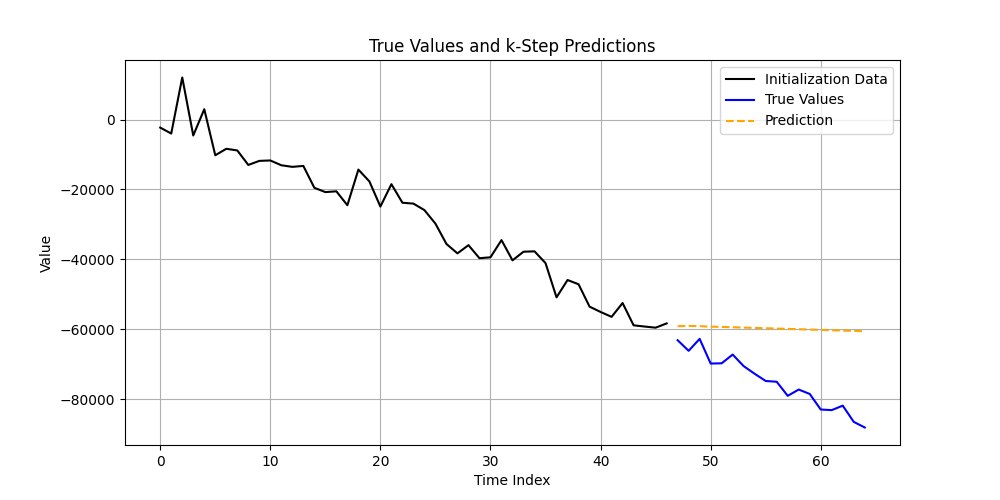 True Values and k-Step Predictions
Initialization Data
True Values
Prediction
Value
0
−20000
−40000
−60000
−80000
0 10 20 30 40 50 60
Time Index